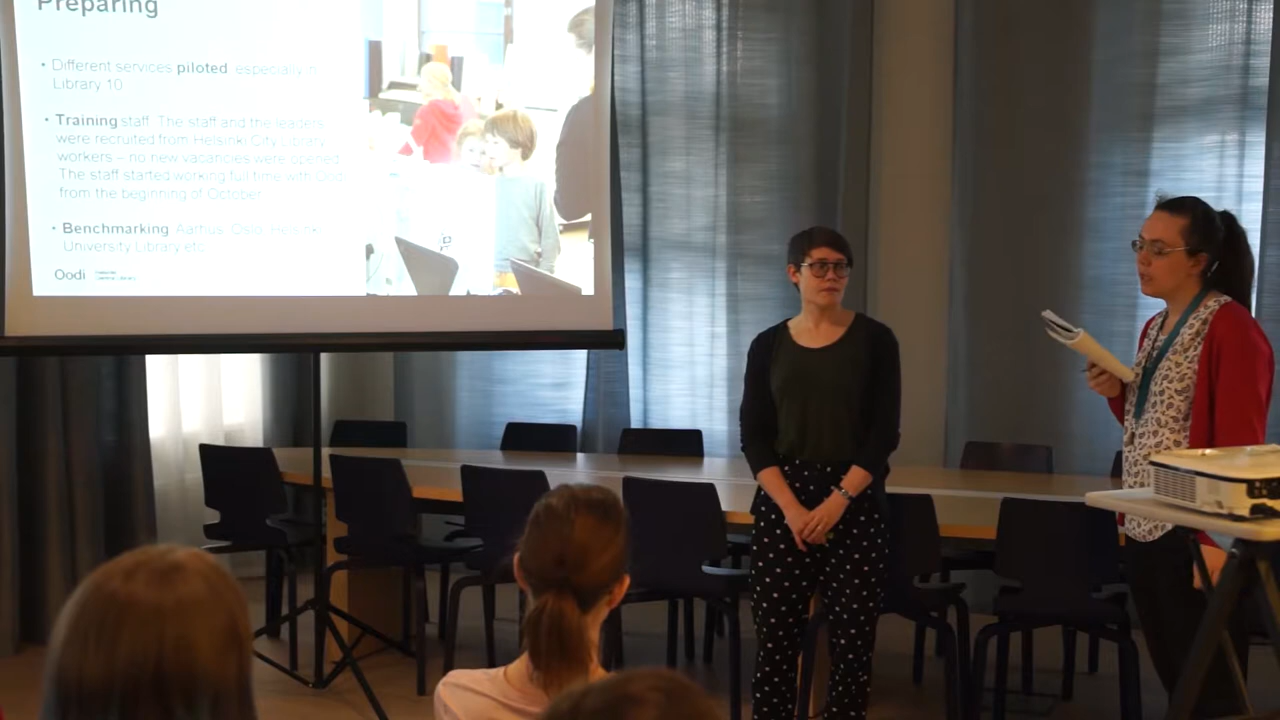 Preparing
• Different services piloted, especially in
Library 10
• Training staff. The staff and the leaders
were recruited from Helsinki City Library
workers – no new vacancies were opened.
The staff started working full time with Oodi
from the beginning of October.
• Benchmarking: Aarhus, Oslo, Helsinki
University Library etc.
Oodi